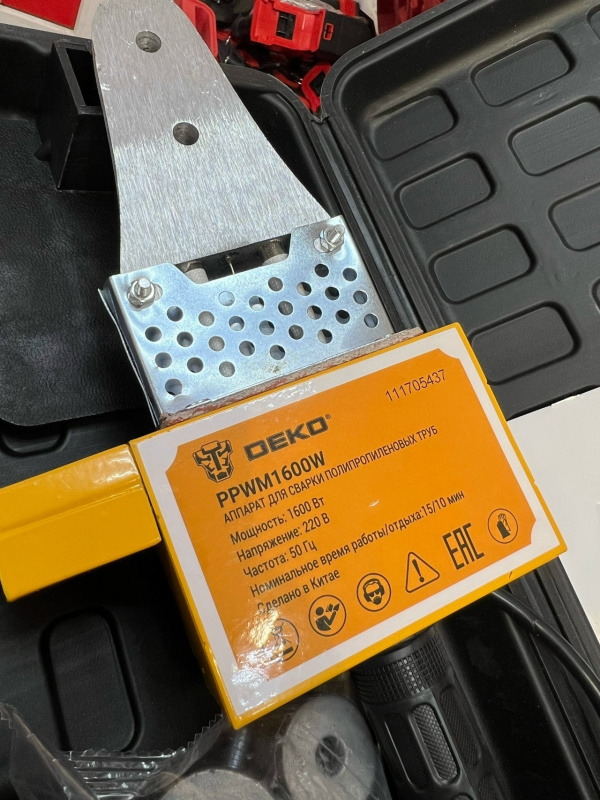 111705437
DEKO®
PPWM1600W
АППАРАТ ДЛЯ СВАРКИ ПОЛИПРОПИЛЕНОВЫХ ТРУБ
Мощность: 1600 Вт
Напряжение: 220 В
Частота: 50 Гц
Номинальное время работы/отдыха:15/10 мин
Сделано в Китае
EAC